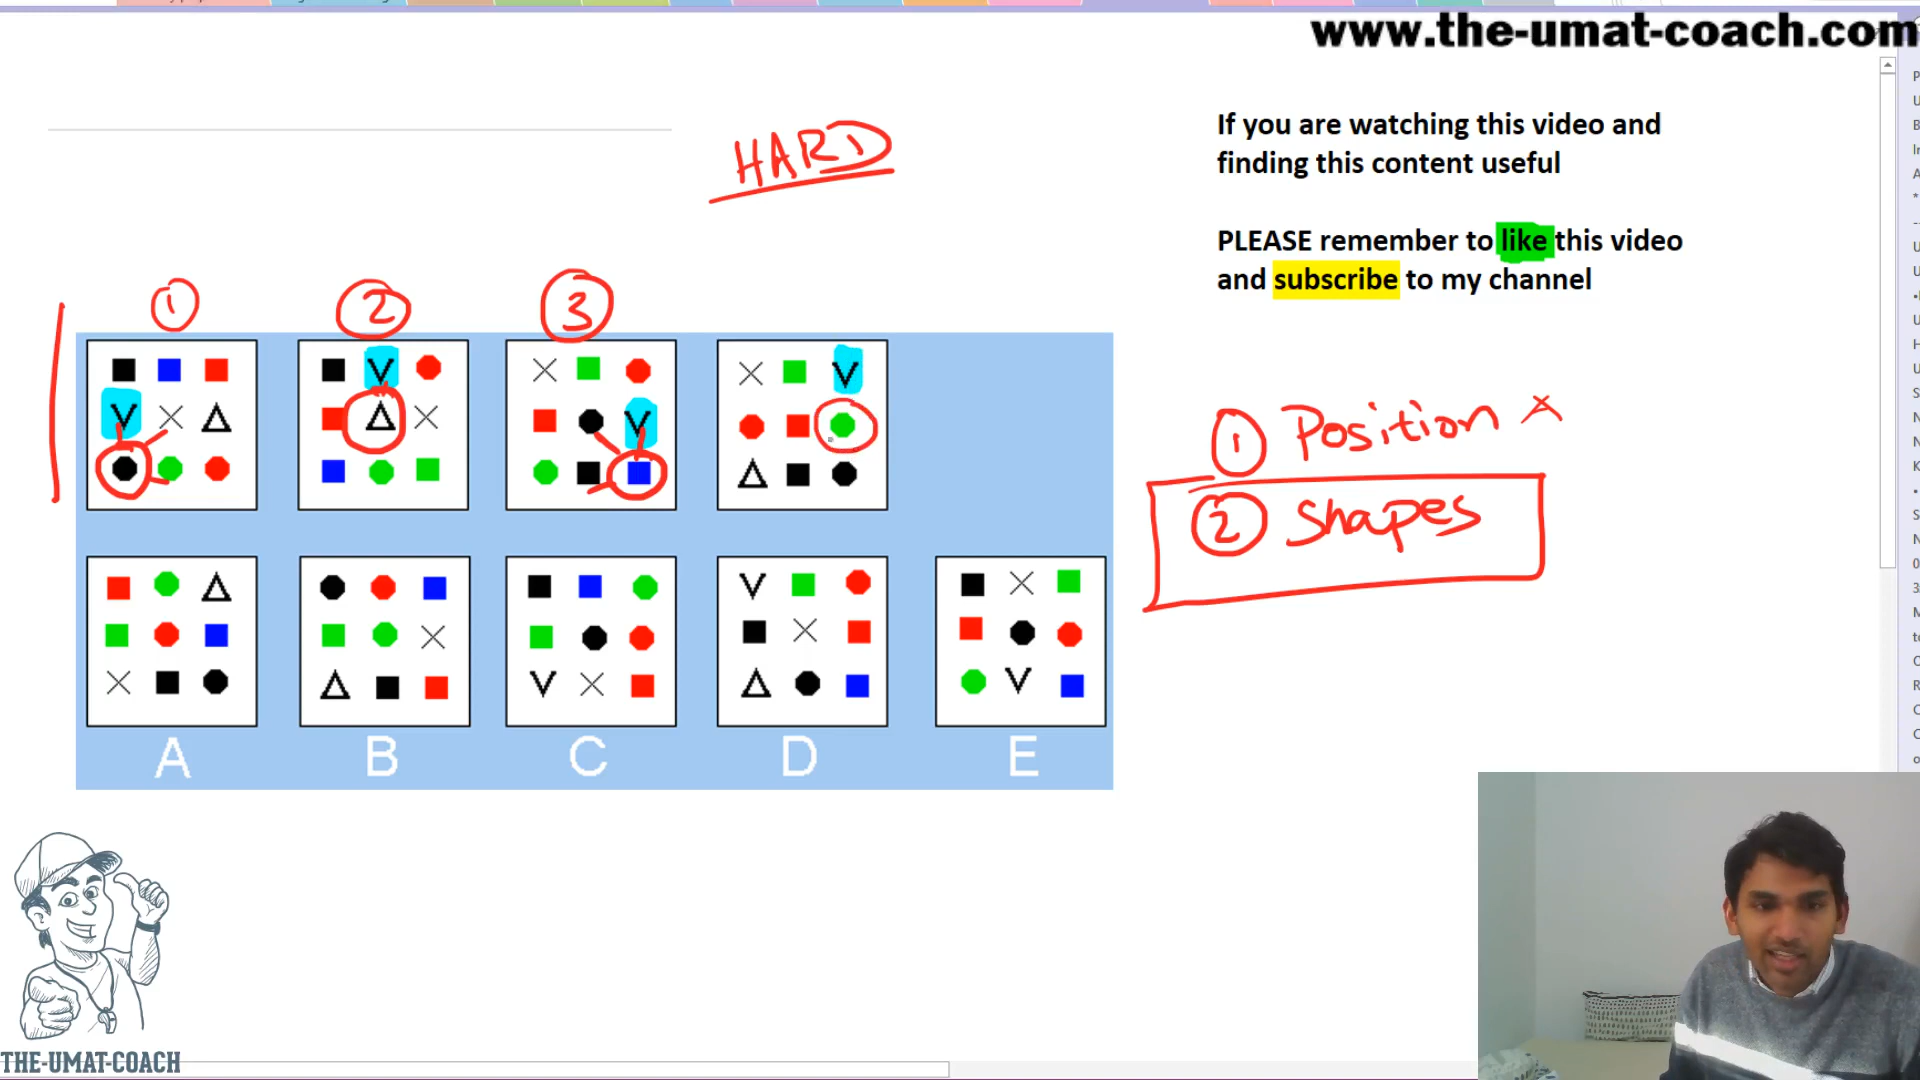 www.the-umat-coach.com
If you are watching this video and
finding this content useful
PLEASE remember to like this video
and subscribe to my channel
HARD
1 2 3
1 Position
2 Shapes
A B C D E
THE-UMAT-COACH